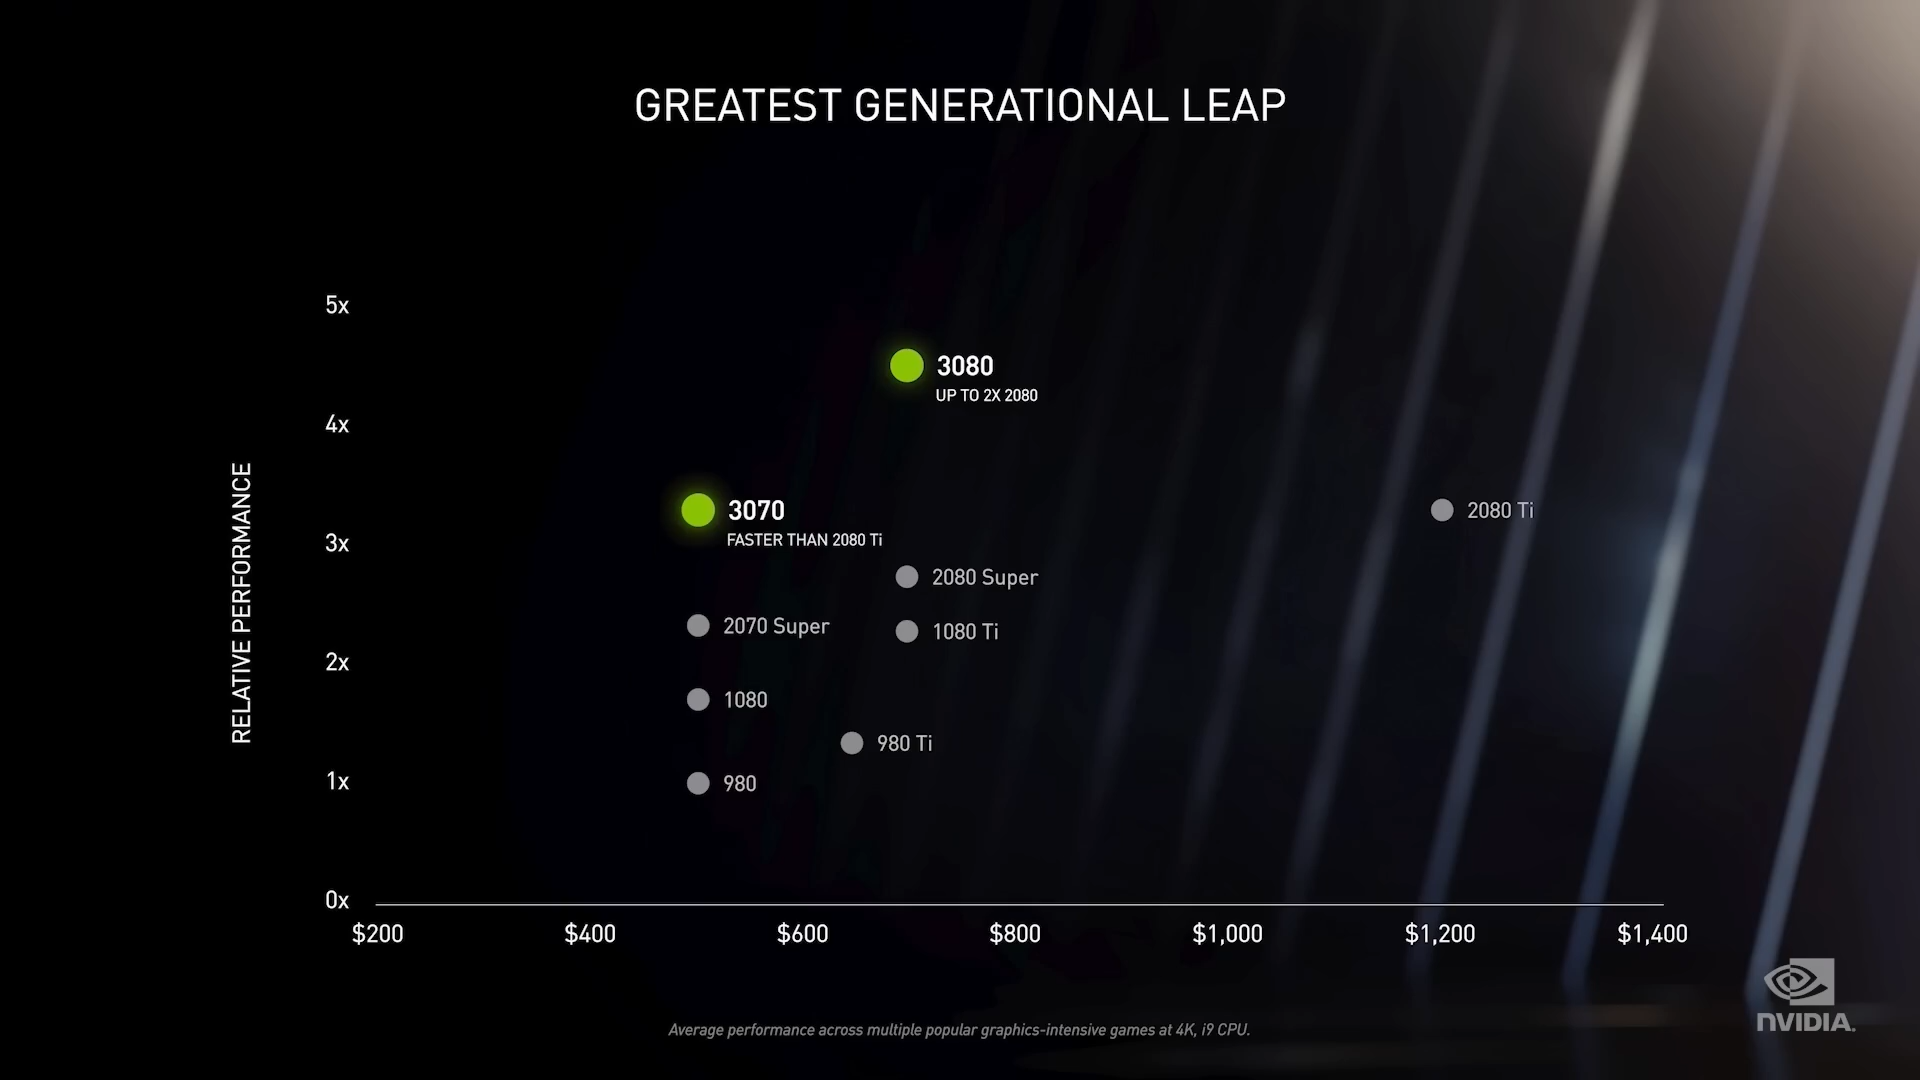 GREATEST GENERATIONAL LEAP
RELATIVE PERFORMANCE
5x
4x
3x
2x
1x
0x
3080
UP TO 2X 2080
3070
FASTER THAN 2080 Ti
2080 Ti
2080 Super
2070 Super
1080 Ti
1080
980 Ti
980
$200 $400 $600 $800 $1,000 $1,200 $1,400
Average performance across multiple popular graphics-intensive games at 4K, i9 CPU.
NVIDIA.